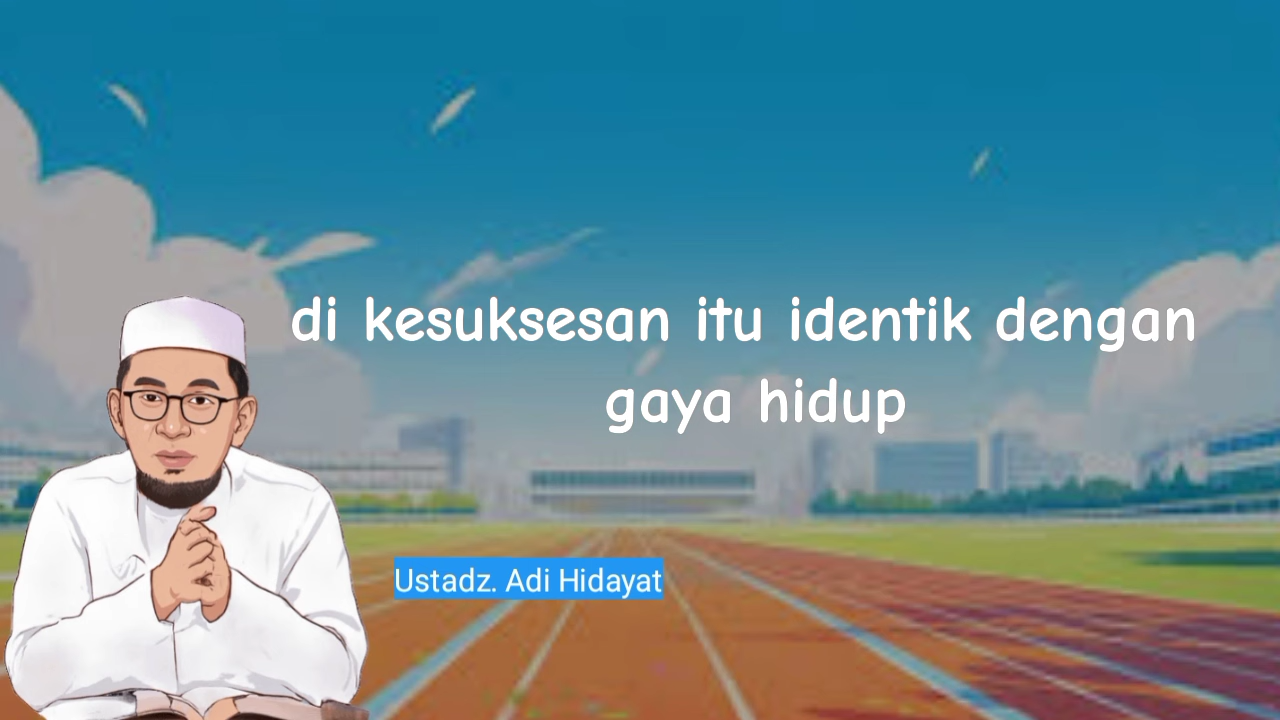 di kesuksesan itu identik dengan
gaya hidup
Ustadz. Adi Hidayat